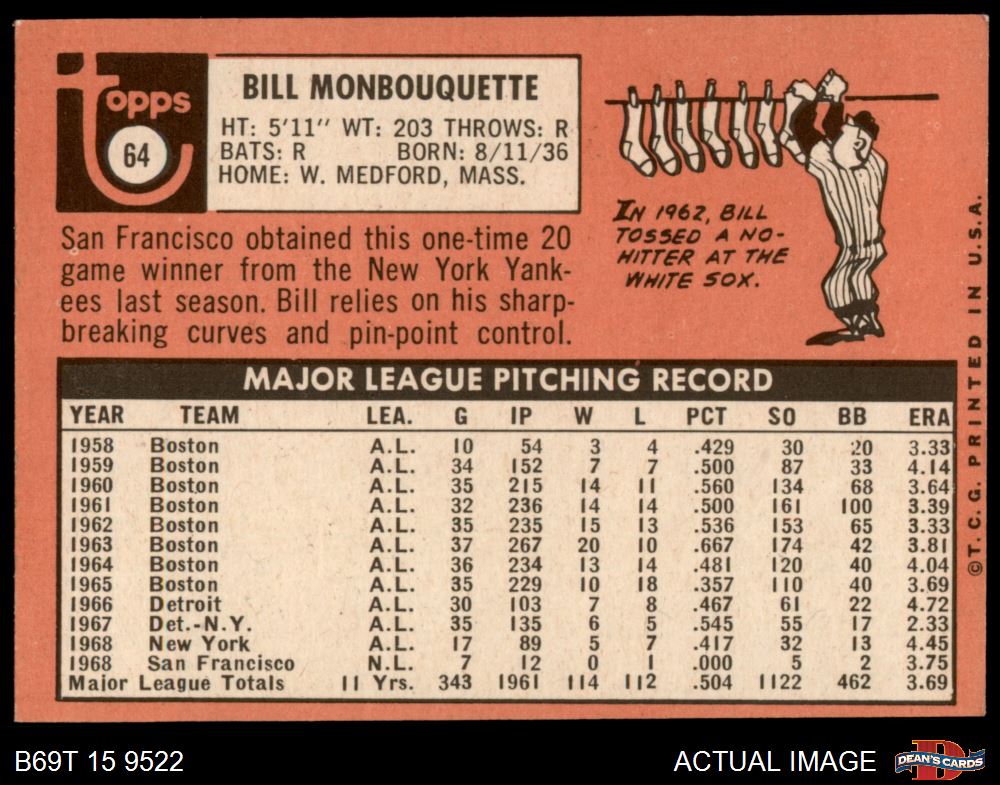 Topps
64
BILL MONBOUQUETTE
HT: 5'11" WT: 203 THROWS: R
BATS: R BORN: 8/11/36
HOME: W. MEDFORD, MASS.
San Francisco obtained this one-time 20
game winner from the New York Yank-
ees last season. Bill relies on his sharp-
breaking curves and pin-point control.
IN 1962, BILL
TOSSED A NO-
HITTER AT THE
WHITE SOX.
MAJOR LEAGUE PITCHING RECORD
YEAR TEAM LEA. G IP W L PCT SO BB ERA
1958 Boston A.L. 10 54 3 4 .429 30 20 3.33
1959 Boston A.L. 34 152 7 7 .500 87 33 4.14
1960 Boston A.L. 35 215 14 11 .560 134 68 3.64
1961 Boston A.L. 32 236 14 14 .500 161 100 3.39
1962 Boston A.L. 35 235 15 13 .536 153 65 3.33
1963 Boston A.L. 37 267 20 10 .667 174 42 3.81
1964 Boston A.L. 36 234 13 14 .481 120 40 4.04
1965 Boston A.L. 35 229 10 18 .357 110 40 3.69
1966 Detroit A.L. 30 103 7 8 .467 61 22 4.72
1967 Det.-N.Y. A.L. 35 135 6 5 .545 55 17 2.33
1968 New York A.L. 17 89 5 7 .417 32 13 4.45
1968 San Francisco N.L. 7 12 0 1 .000 5 2 3.75
Major League Totals 11 Yrs. 343 1961 114 112 .504 1122 462 3.69
©T. C. G. PRINTED IN U.S.A.
B69T 15 9522
ACTUAL IMAGE
DEAN'S CARDS